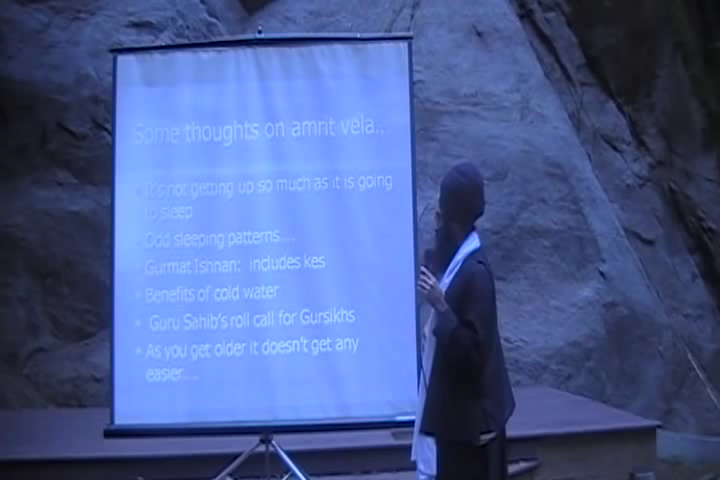 Some thoughts on amrit vela...
• It's not getting up so much as it is going
to sleep
• Odd sleeping patterns....
• Gurmat Ishnan: includes kes
• Benefits of cold water
• Guru Sahib's roll call for Gursikhs
• As you get older it doesn't get any
easier....